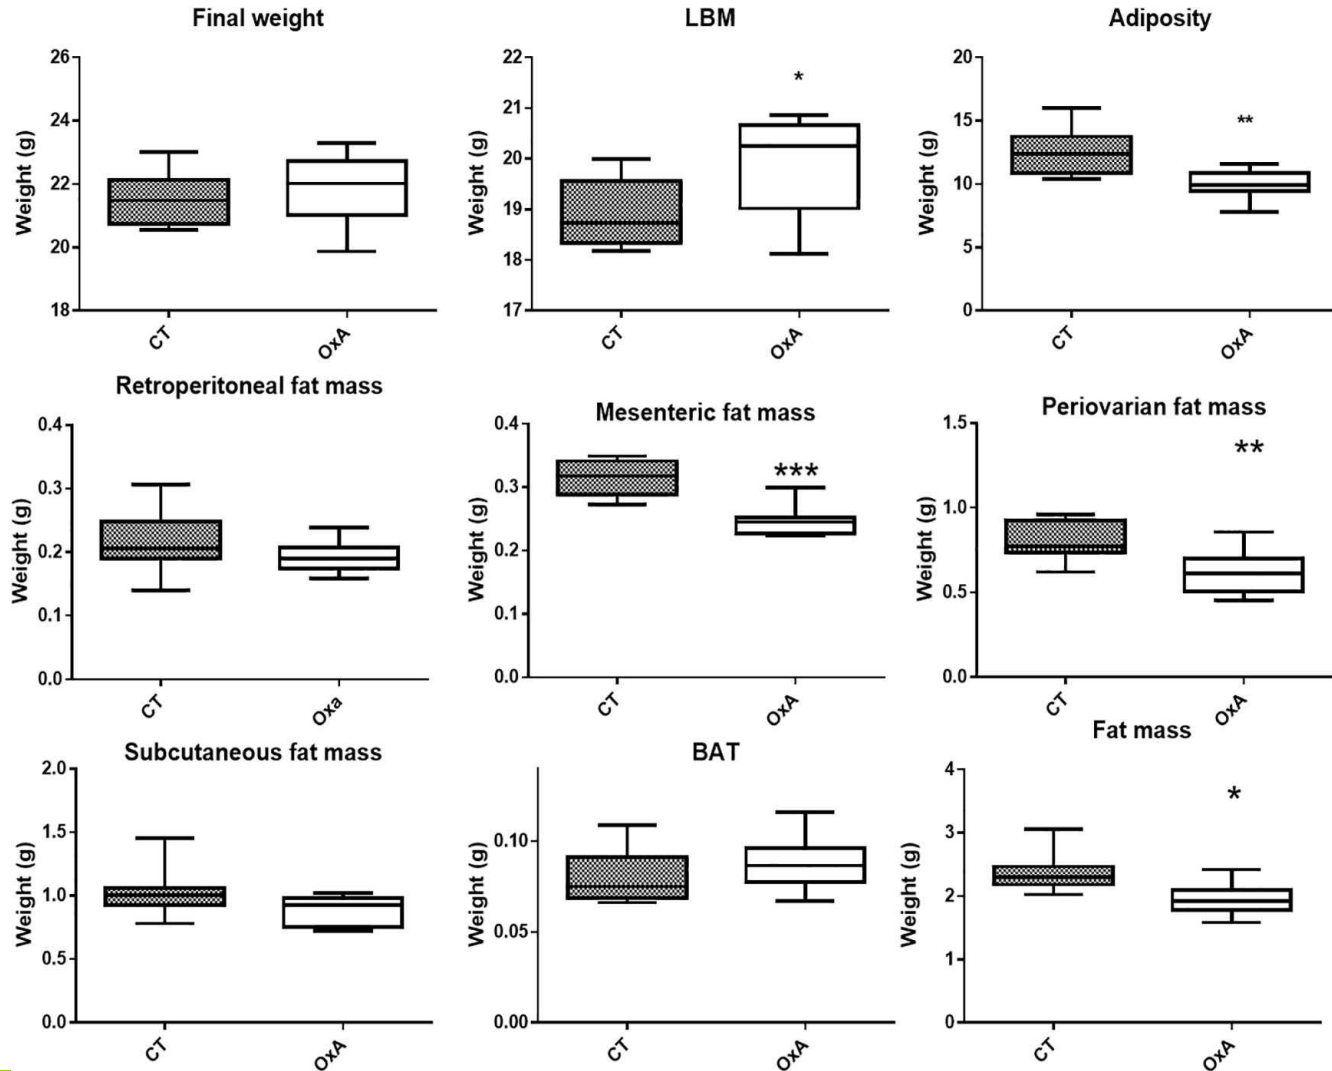 Final weight
LBM
Adiposity
Weight (g)
26
24
22
20
18
CT
OxA
Weight (g)
22
21
20
19
18
17
*
CT
OxA
Weight (g)
20
15
10
5
0
**
CT
OxA
Retroperitoneal fat mass
Mesenteric fat mass
Periovarian fat mass
Weight (g)
0.4
0.3
0.2
0.1
0.0
CT
Oxa
Weight (g)
0.4
0.3
0.2
0.1
0.0
***
CT
OxA
Weight (g)
1.5
1.0
0.5
0.0
**
CT
OxA
Subcutaneous fat mass
BAT
Fat mass
Weight (g)
2.0
1.5
1.0
0.5
0.0
CT
OxA
Weight (g)
0.10
0.05
0.00
CT
OxA
Weight (g)
4
3
2
1
0
*
CT
OxA